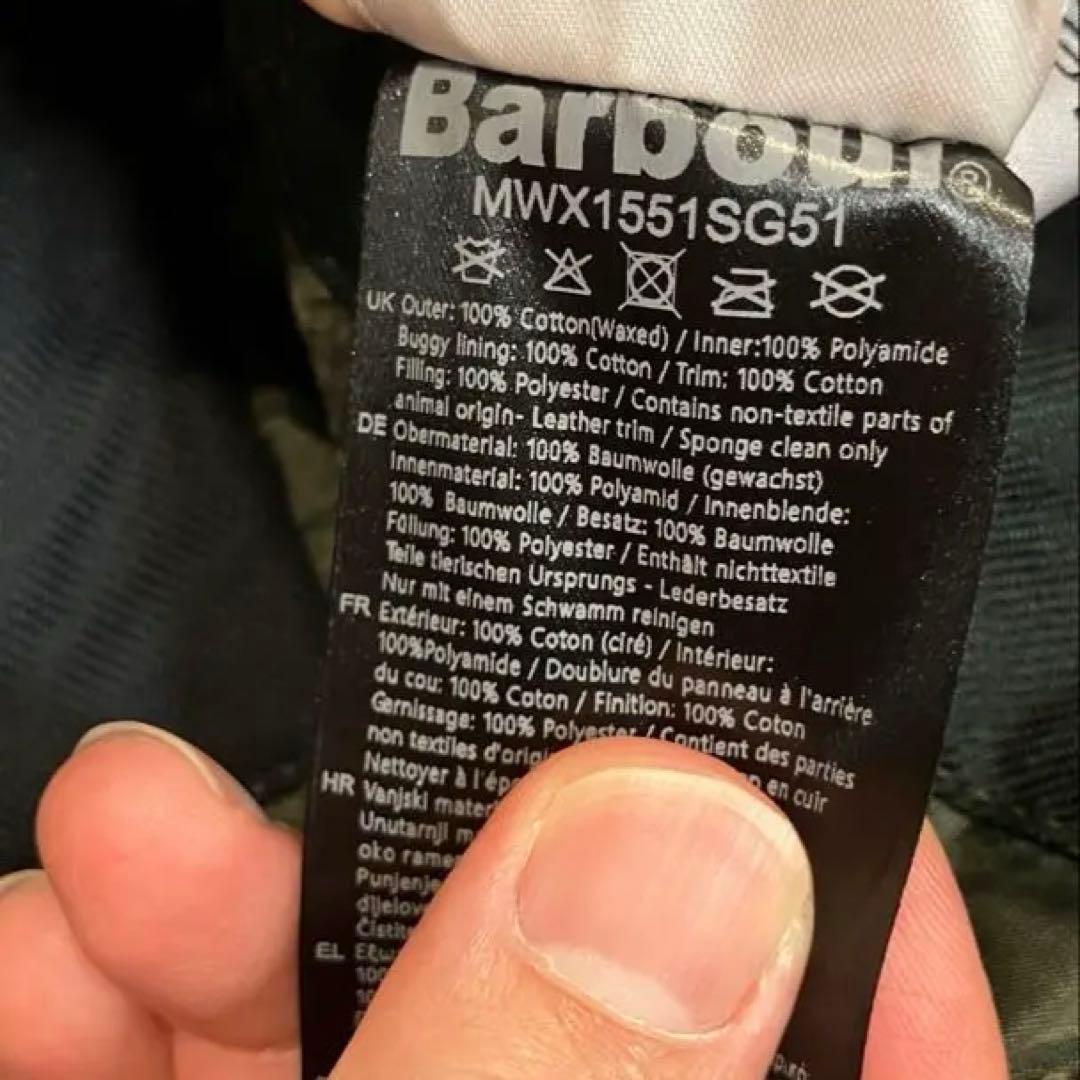 Barbour®
MWX1551SG51
UK Outer: 100% Cotton(Waxed) / Inner:100% Polyamide
Buggy lining: 100% Cotton / Trim: 100% Cotton
Filling: 100% Polyester / Contains non-textile parts of
animal origin- Leather trim / Sponge clean only
DE Obermaterial: 100% Baumwolle (gewachst)
Innenmaterial: 100% Polyamid / Innenblende:
100% Baumwolle / Besatz: 100% Baumwolle
Füllung: 100% Polyester / Enthält nichttextile
Teile tierischen Ursprungs - Lederbesatz
Nur mit einem Schwamm reinigen
FR Extérieur: 100% Coton (ciré) / Intérieur:
100%Polyamide / Doublure du panneau à l'arrière
du cou: 100% Coton / Finition: 100% Coton
Garnissage: 100% Polyester / Contient des parties
non textiles en cuir
Nettoyer à
HR Vanjski
Unutarnji
oko
Punjenje
EL